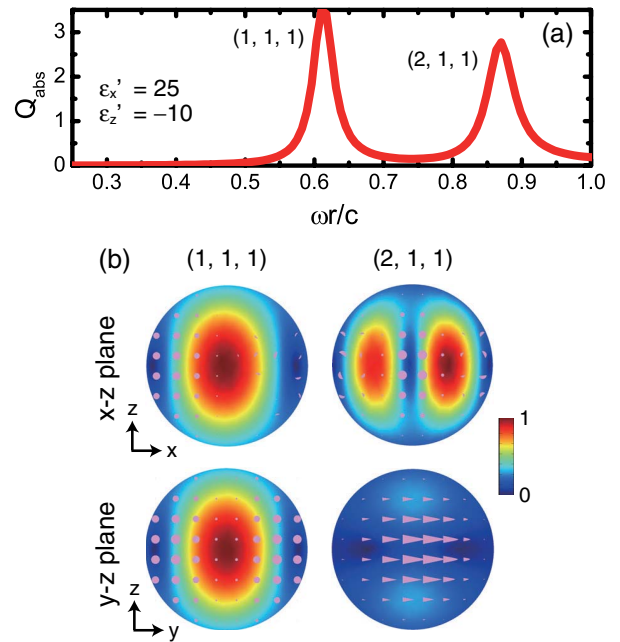 3
(1, 1, 1)
(a)
(2, 1, 1)
2
Q_abs
εx' = 25
εz' = −10
1
0
0.3 0.4 0.5 0.6 0.7 0.8 0.9 1.0
ωr/c
(b) (1, 1, 1) (2, 1, 1)
x-z plane
z
x
1
0
y-z plane
z
y